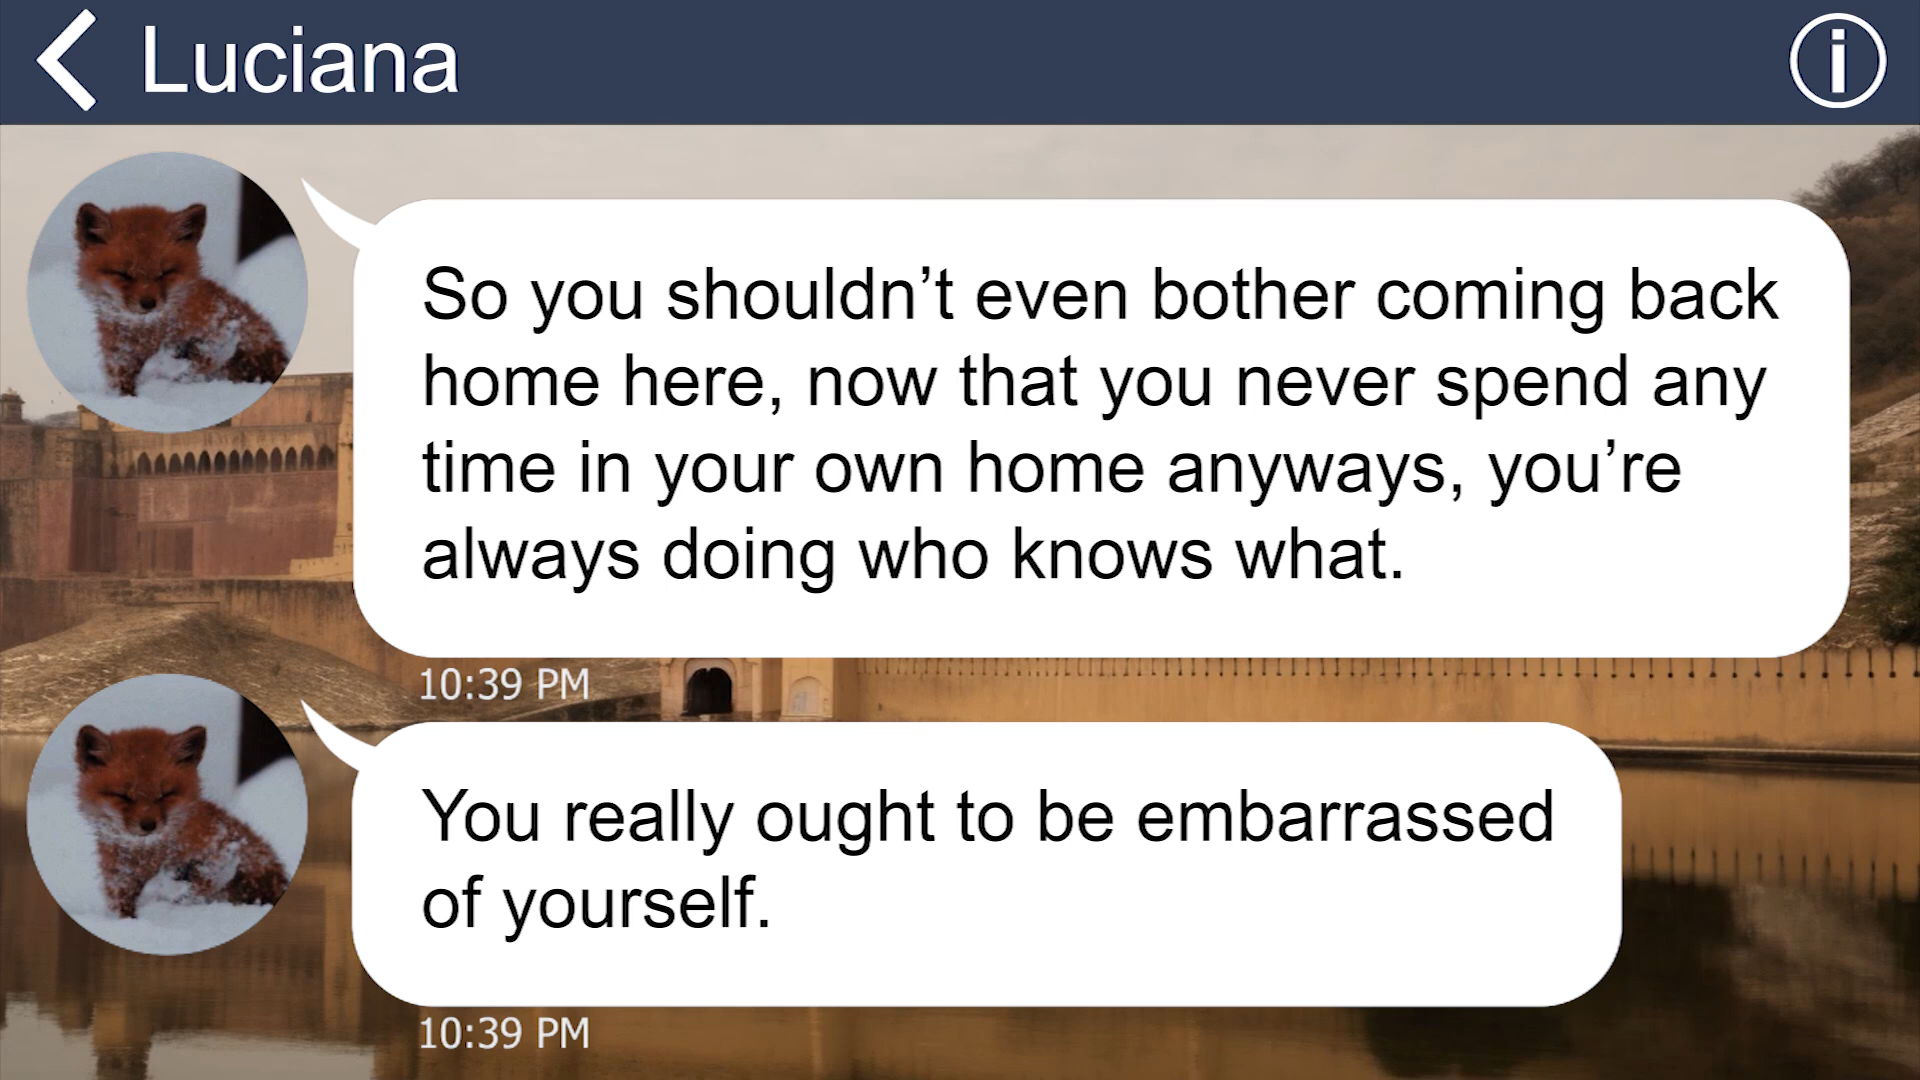 Luciana
So you shouldn’t even bother coming back
home here, now that you never spend any
time in your own home anyways, you’re
always doing who knows what.
10:39 PM
You really ought to be embarrassed
of yourself.
10:39 PM